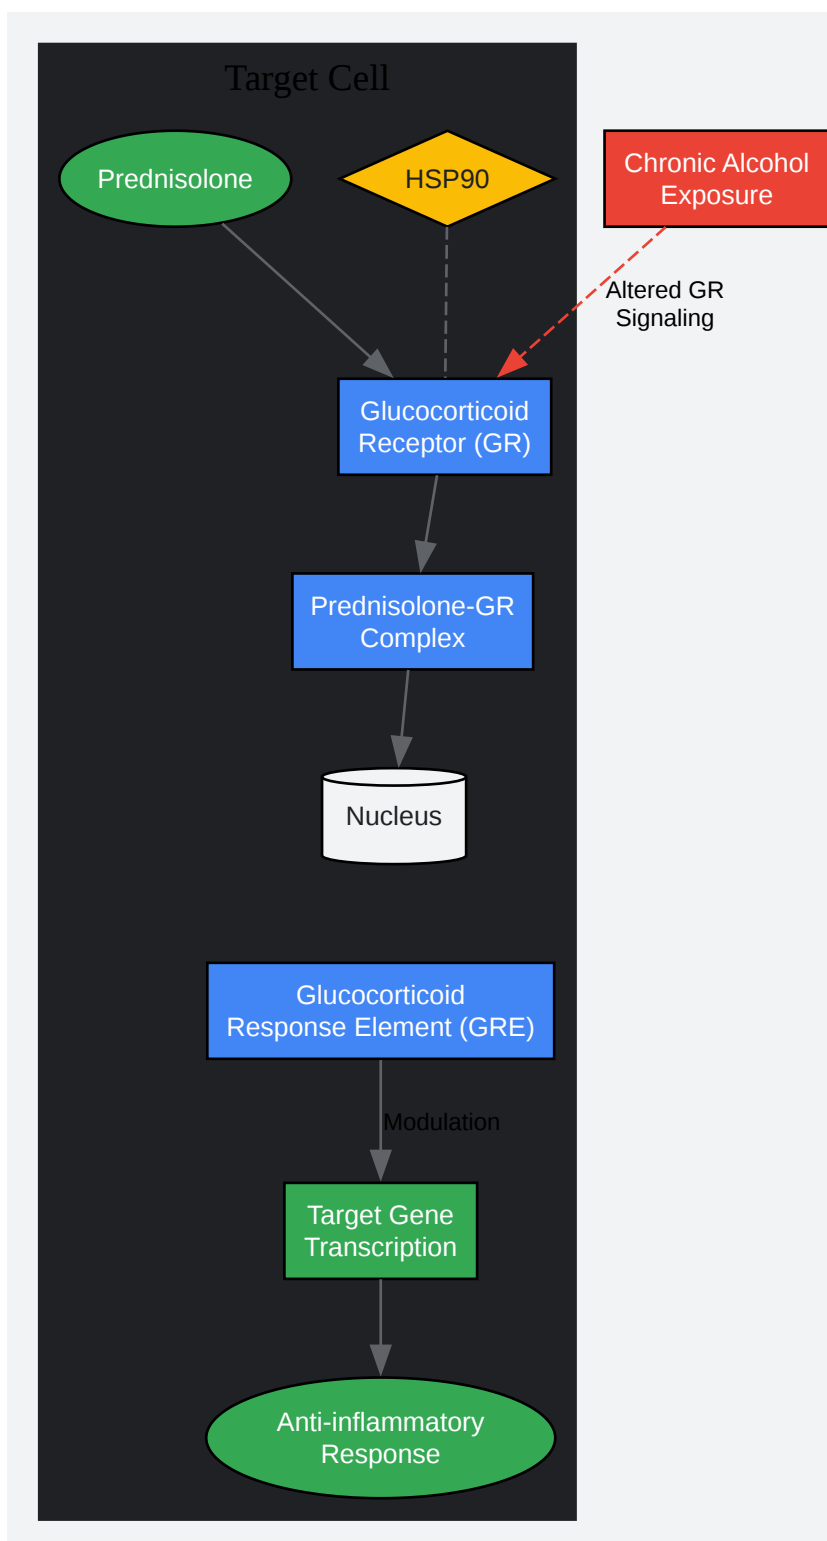 Target Cell
Prednisolone
HSP90
Chronic Alcohol
Exposure
Altered GR
Signaling
Glucocorticoid
Receptor (GR)
Prednisolone-GR
Complex
Nucleus
Glucocorticoid
Response Element (GRE)
Modulation
Target Gene
Transcription
Anti-inflammatory
Response